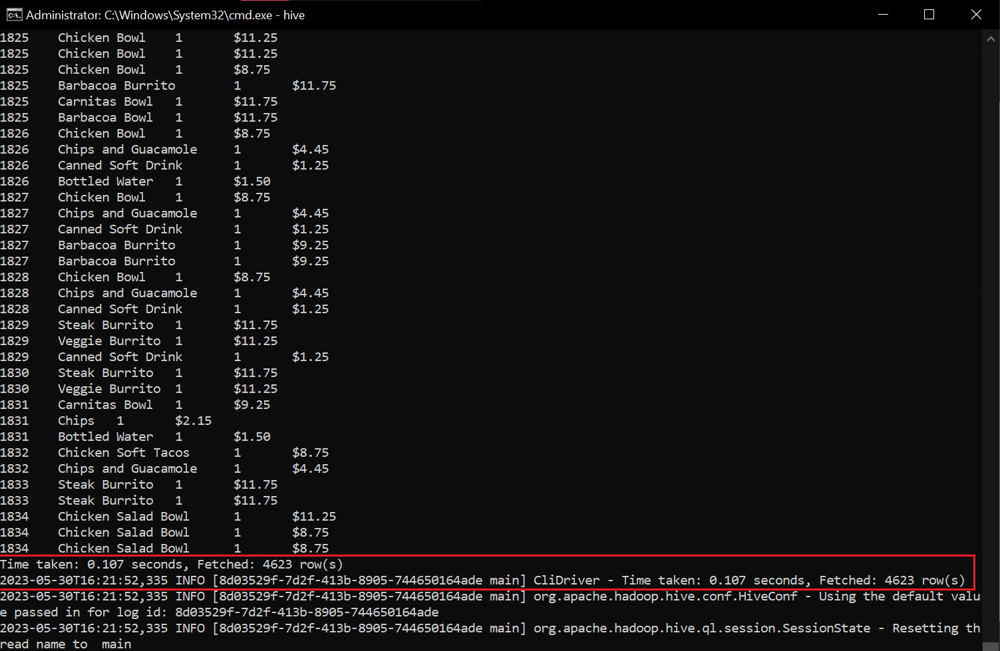 Administrator: C:\Windows\System32\cmd.exe - hive
1825 Chicken Bowl 1 $11.25
1825 Chicken Bowl 1 $11.25
1825 Chicken Bowl 1 $8.75
1825 Barbacoa Burrito 1 $11.75
1825 Carnitas Bowl 1 $11.75
1825 Barbacoa Bowl 1 $11.75
1826 Chicken Bowl 1 $8.75
1826 Chips and Guacamole 1 $4.45
1826 Canned Soft Drink 1 $1.25
1826 Bottled Water 1 $1.50
1827 Chicken Bowl 1 $8.75
1827 Chips and Guacamole 1 $4.45
1827 Canned Soft Drink 1 $1.25
1827 Barbacoa Burrito 1 $9.25
1827 Barbacoa Burrito 1 $9.25
1828 Chicken Bowl 1 $8.75
1828 Chips and Guacamole 1 $4.45
1828 Canned Soft Drink 1 $1.25
1829 Steak Burrito 1 $11.75
1829 Veggie Burrito 1 $11.25
1829 Canned Soft Drink 1 $1.25
1830 Steak Burrito 1 $11.75
1830 Veggie Burrito 1 $11.25
1831 Carnitas Bowl 1 $9.25
1831 Chips 1 $2.15
1831 Bottled Water 1 $1.50
1832 Chicken Soft Tacos 1 $8.75
1832 Chips and Guacamole 1 $4.45
1833 Steak Burrito 1 $11.75
1833 Steak Burrito 1 $11.75
1834 Chicken Salad Bowl 1 $11.25
1834 Chicken Salad Bowl 1 $8.75
1834 Chicken Salad Bowl 1 $8.75
Time taken: 0.107 seconds, Fetched: 4623 row(s)
2023-05-30T16:21:52,335 INFO [8d03529f-7d2f-413b-8905-744650164ade main] CliDriver - Time taken: 0.107 seconds, Fetched: 4623 row(s)
2023-05-30T16:21:52,335 INFO [8d03529f-7d2f-413b-8905-744650164ade main] org.apache.hadoop.hive.conf.HiveConf - Using the default valu
e passed in for log id: 8d03529f-7d2f-413b-8905-744650164ade
2023-05-30T16:21:52,335 INFO [8d03529f-7d2f-413b-8905-744650164ade main] org.apache.hadoop.hive.ql.session.SessionState - Resetting th
read name to  main